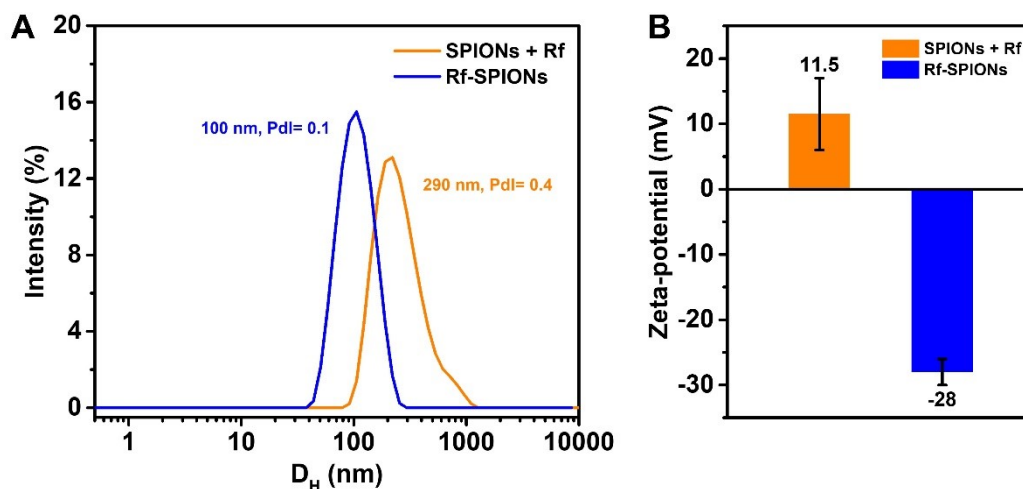 A
20
16
12
8
4
0
Intensity (%)
SPIONs + Rf
Rf-SPIONs
100 nm, PdI= 0.1
290 nm, PdI= 0.4
1
10
100
1000
10000
D_H (nm)
B
20
10
0
-10
-20
-30
Zeta-potential (mV)
SPIONs + Rf
Rf-SPIONs
11.5
-28